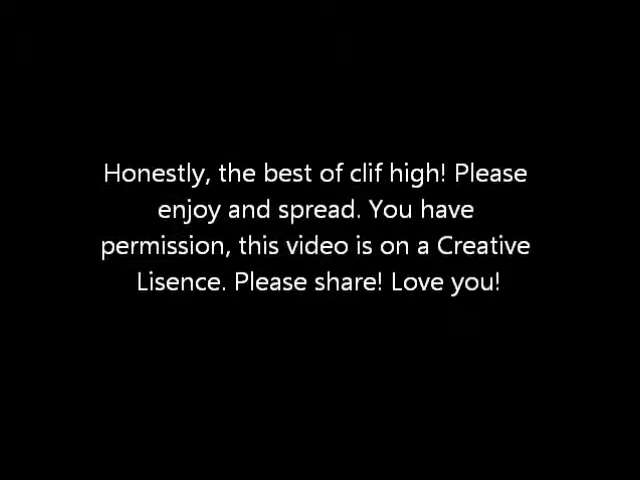 Honestly, the best of clif high! Please
enjoy and spread. You have
permission, this video is on a Creative
Lisence. Please share! Love you!